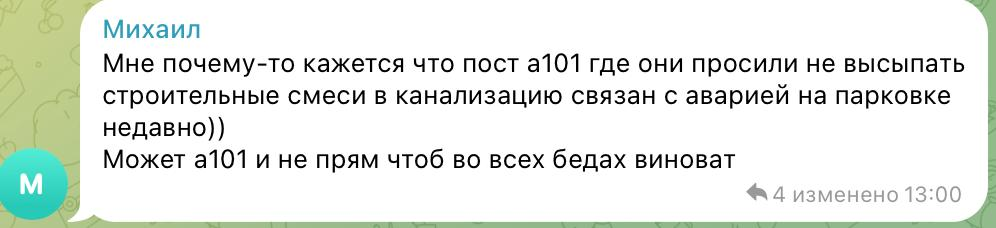 Михаил
Мне почему-то кажется что пост а101 где они просили не высыпать
строительные смеси в канализацию связан с аварией на парковке
недавно))
Может а101 и не прям чтоб во всех бедах виноват
4 изменено 13:00
М